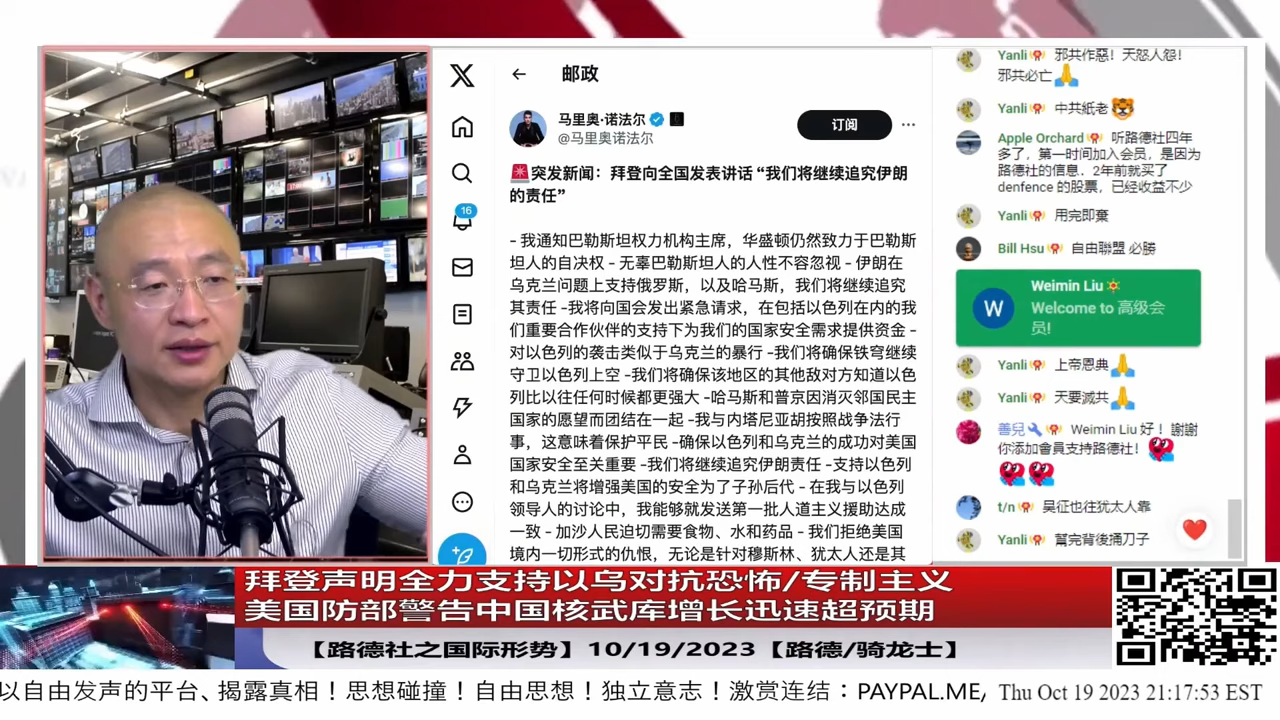 邮政
马里奥·诺法尔
@马里奥诺法尔
订阅
16
🚨突发新闻：拜登向全国发表讲话 “我们将继续追究伊朗
的责任”
- 我通知巴勒斯坦权力机构主席，华盛顿仍然致力于巴勒斯
坦人的自决权 - 无辜巴勒斯坦人的人性不容忽视 - 伊朗在
乌克兰问题上支持俄罗斯，以及哈马斯，我们将继续追究
其责任 -我将向国会发出紧急请求，在包括以色列在内的我
们重要合作伙伴的支持下为我们的国家安全需求提供资金 -
对以色列的袭击类似于乌克兰的暴行 -我们将确保铁穹继续
守卫以色列上空 -我们将确保该地区的其他敌对方知道以色
列比以往任何时候都更强大 -哈马斯和普京因消灭邻国民主
国家的愿望而团结在一起 -我与内塔尼亚胡按照战争法行
事，这意味着保护平民 -确保以色列和乌克兰的成功对美国
国家安全至关重要 -我们将继续追究伊朗责任 -支持以色列
和乌克兰将增强美国的安全为了子孙后代 - 在我与以色列
领导人的讨论中，我能够就发送第一批人道主义援助达成
一致 - 加沙人民迫切需要食物、水和药品 - 我们拒绝美国
境内一切形式的仇恨，无论是针对穆斯林、犹太人还是其
Yanli 邪共作惡！天怒人怨！
邪共必亡🙏
Yanli 中共紙老🐯
Apple Orchard 听路德社四年
多了，第一时间加入会员，是因为
路德社的信息．2年前就买了
denfence 的股票，已经收益不少
Yanli 用完即棄
Bill Hsu 自由聯盟 必勝
W
Weimin Liu
Welcome to 高级会
员!
Yanli 上帝恩典🙏
Yanli 天要滅共🙏
善兒 Weimin Liu 好！謝謝
你添加會員支持路德社！
t/n 吴征也往犹太人靠
Yanli 幫完背後捅刀子
拜登声明全力支持以乌对抗恐怖/专制主义
美国防部警告中国核武库增长迅速超预期
【路德社之国际形势】10/19/2023【路德/骑龙士】
以自由发声的平台、揭露真相！思想碰撞！自由思想！独立意志！激赏连结：PAYPAL.ME,
Thu Oct 19 2023 21:17:53 EST